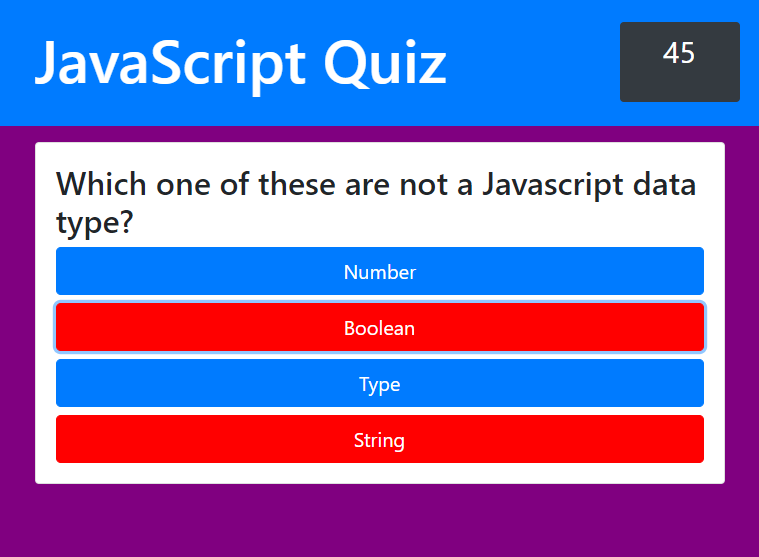 JavaScript Quiz
45
Which one of these are not a Javascript data
type?
Number
Boolean
Type
String